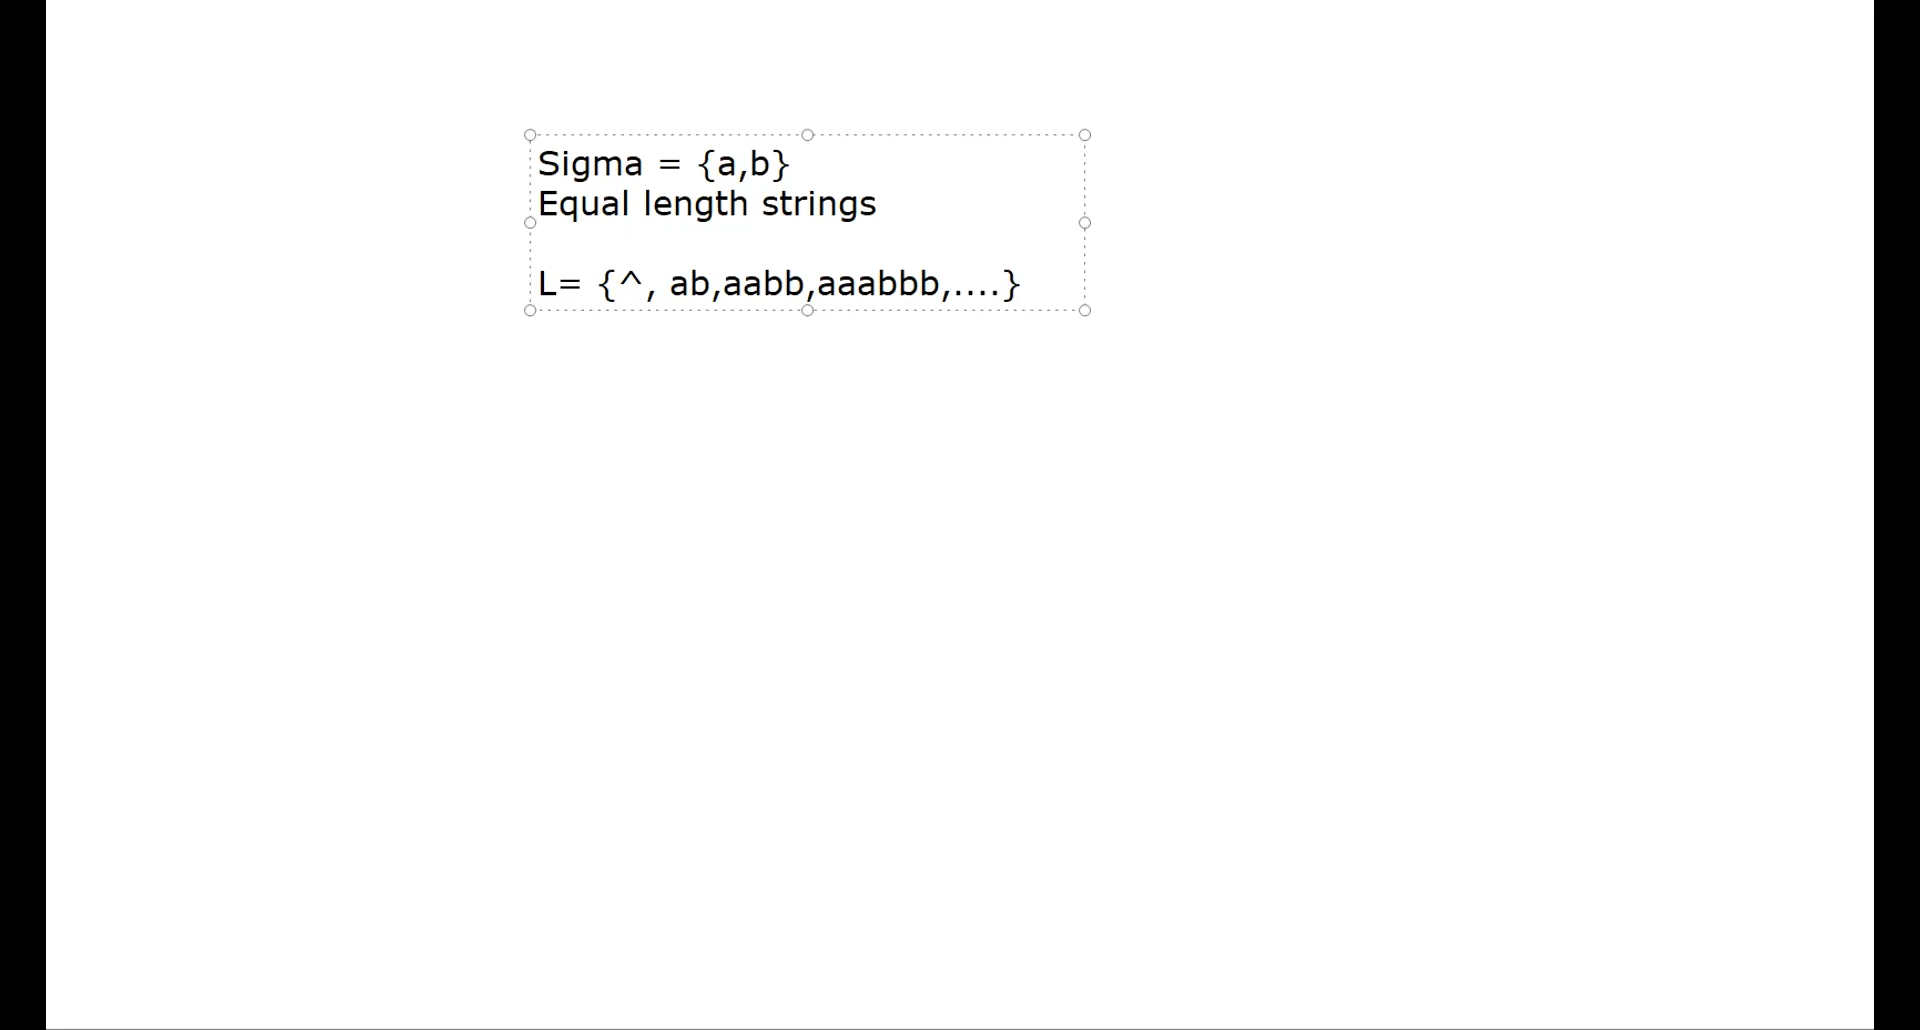 Sigma = {a,b}
Equal length strings
L= {^, ab,aabb,aaabbb,....}